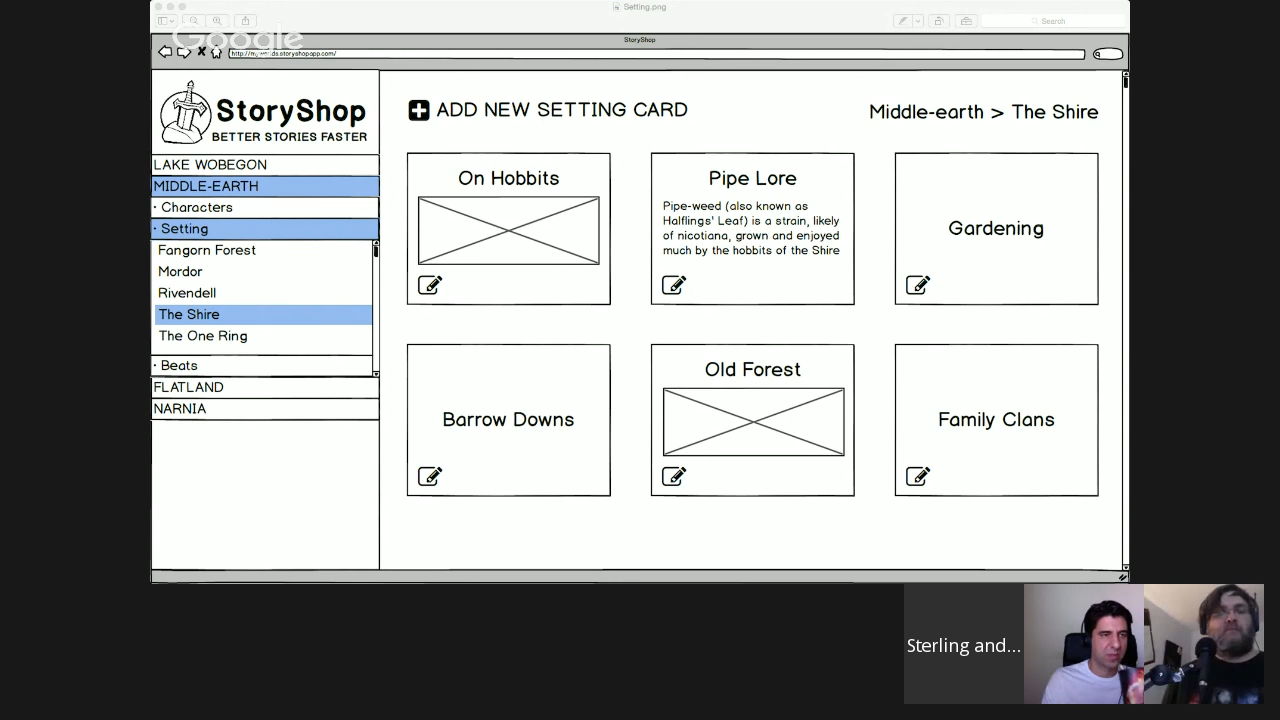 Setting.png
Search
Google
StoryShop
StoryShop
BETTER STORIES FASTER
LAKE WOBEGON
MIDDLE-EARTH
· Characters
· Setting
Fangorn Forest
Mordor
Rivendell
The Shire
The One Ring
· Beats
FLATLAND
NARNIA
ADD NEW SETTING CARD
Middle-earth > The Shire
On Hobbits
Pipe Lore
Pipe-weed (also known as
Halflings' Leaf) is a strain, likely
of nicotiana, grown and enjoyed
much by the hobbits of the Shire
Gardening
Barrow Downs
Old Forest
Family Clans
Sterling and...